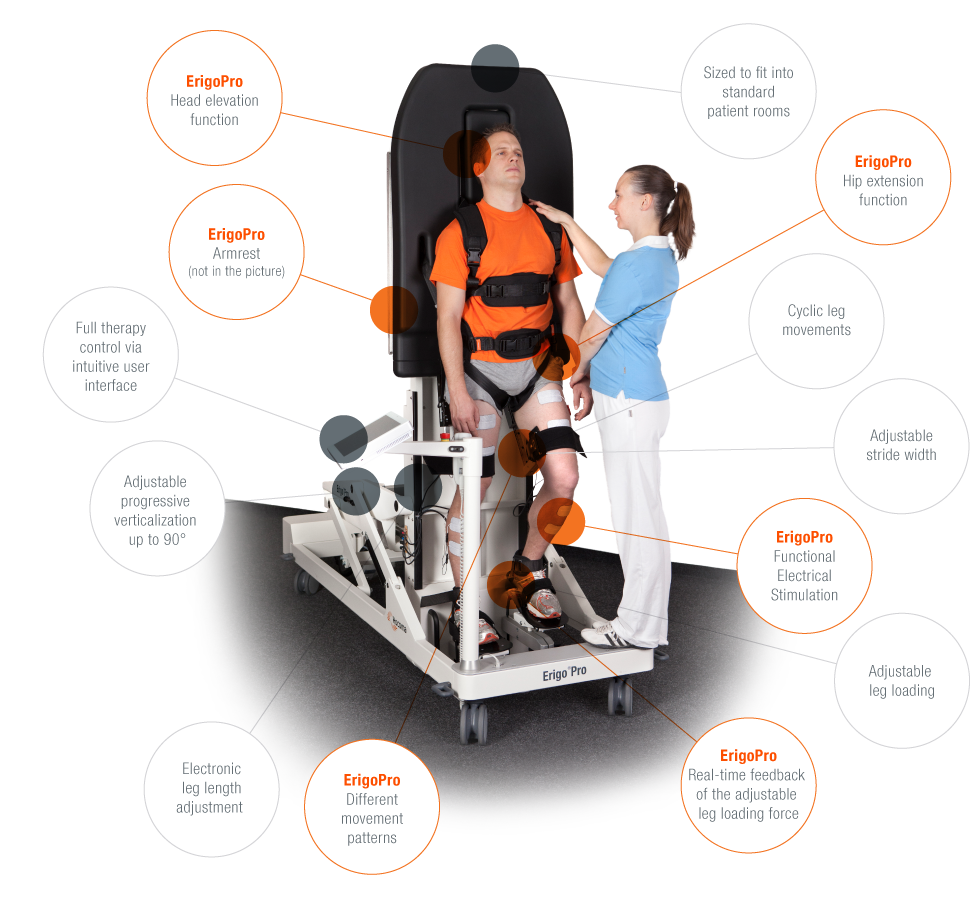 ErigoPro
Head elevation
function
Sized to fit into
standard
patient rooms
ErigoPro
Hip extension
function
ErigoPro
Armrest
(not in the picture)
Cyclic leg
movements
Full therapy
control via
intuitive user
interface
Adjustable
stride width
Adjustable
progressive
verticalization
up to 90°
ErigoPro
Functional
Electrical
Stimulation
Adjustable
leg loading
Erigo®Pro
hocoma
Electronic
leg length
adjustment
ErigoPro
Different
movement
patterns
ErigoPro
Real-time feedback
of the adjustable
leg loading force